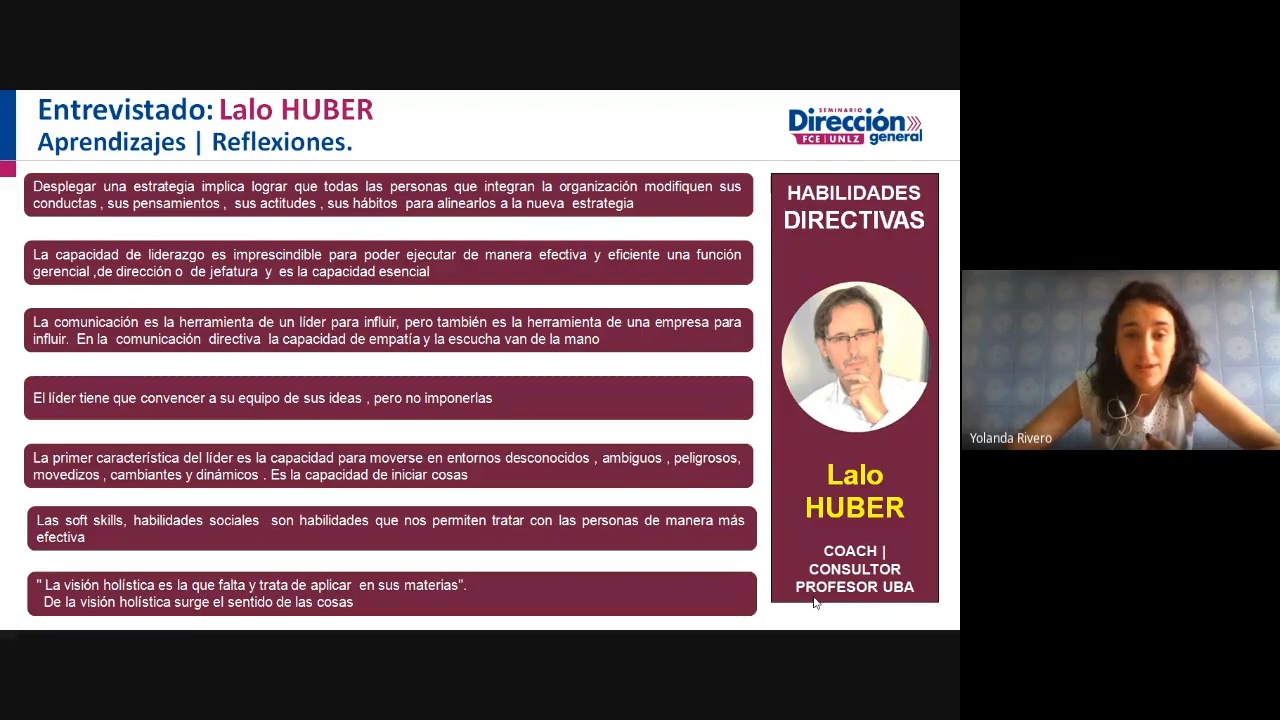 Entrevistado: Lalo HUBER
Aprendizajes | Reflexiones.
SEMINARIO
Dirección
FCE | UNLZ general
Desplegar una estrategia implica lograr que todas las personas que integran la organización modifiquen sus
conductas , sus pensamientos , sus actitudes , sus hábitos para alinearlos a la nueva estrategia
La capacidad de liderazgo es imprescindible para poder ejecutar de manera efectiva y eficiente una función
gerencial ,de dirección o de jefatura y es la capacidad esencial
La comunicación es la herramienta de un líder para influir, pero también es la herramienta de una empresa para
influir. En la comunicación directiva la capacidad de empatía y la escucha van de la mano
El líder tiene que convencer a su equipo de sus ideas , pero no imponerlas
La primer característica del líder es la capacidad para moverse en entornos desconocidos , ambiguos , peligrosos,
movedizos , cambiantes y dinámicos . Es la capacidad de iniciar cosas
Las soft skills, habilidades sociales son habilidades que nos permiten tratar con las personas de manera más
efectiva
" La visión holística es la que falta y trata de aplicar en sus materias".
De la visión holística surge el sentido de las cosas
HABILIDADES
DIRECTIVAS
Lalo
HUBER
COACH |
CONSULTOR
PROFESOR UBA
Yolanda Rivero